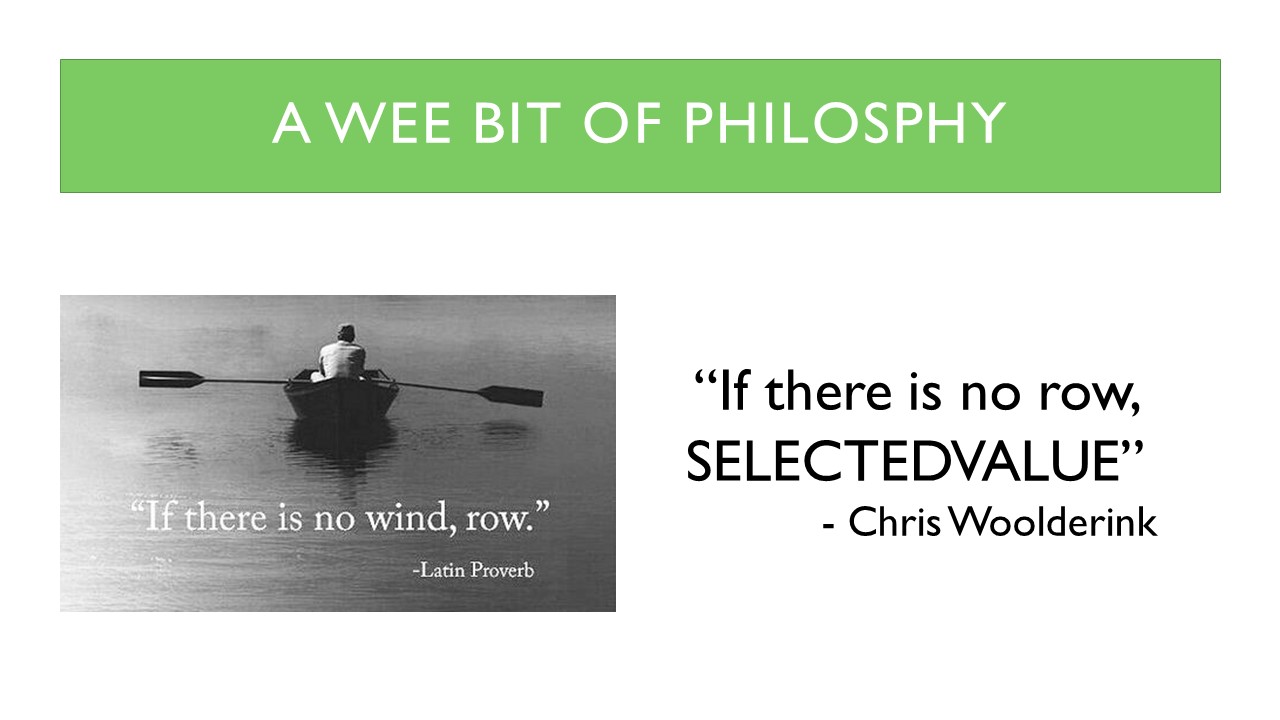 A WEE BIT OF PHILOSPHY
“If there is no wind, row.”
-Latin Proverb
“If there is no row,
SELECTEDVALUE”
- Chris Woolderink